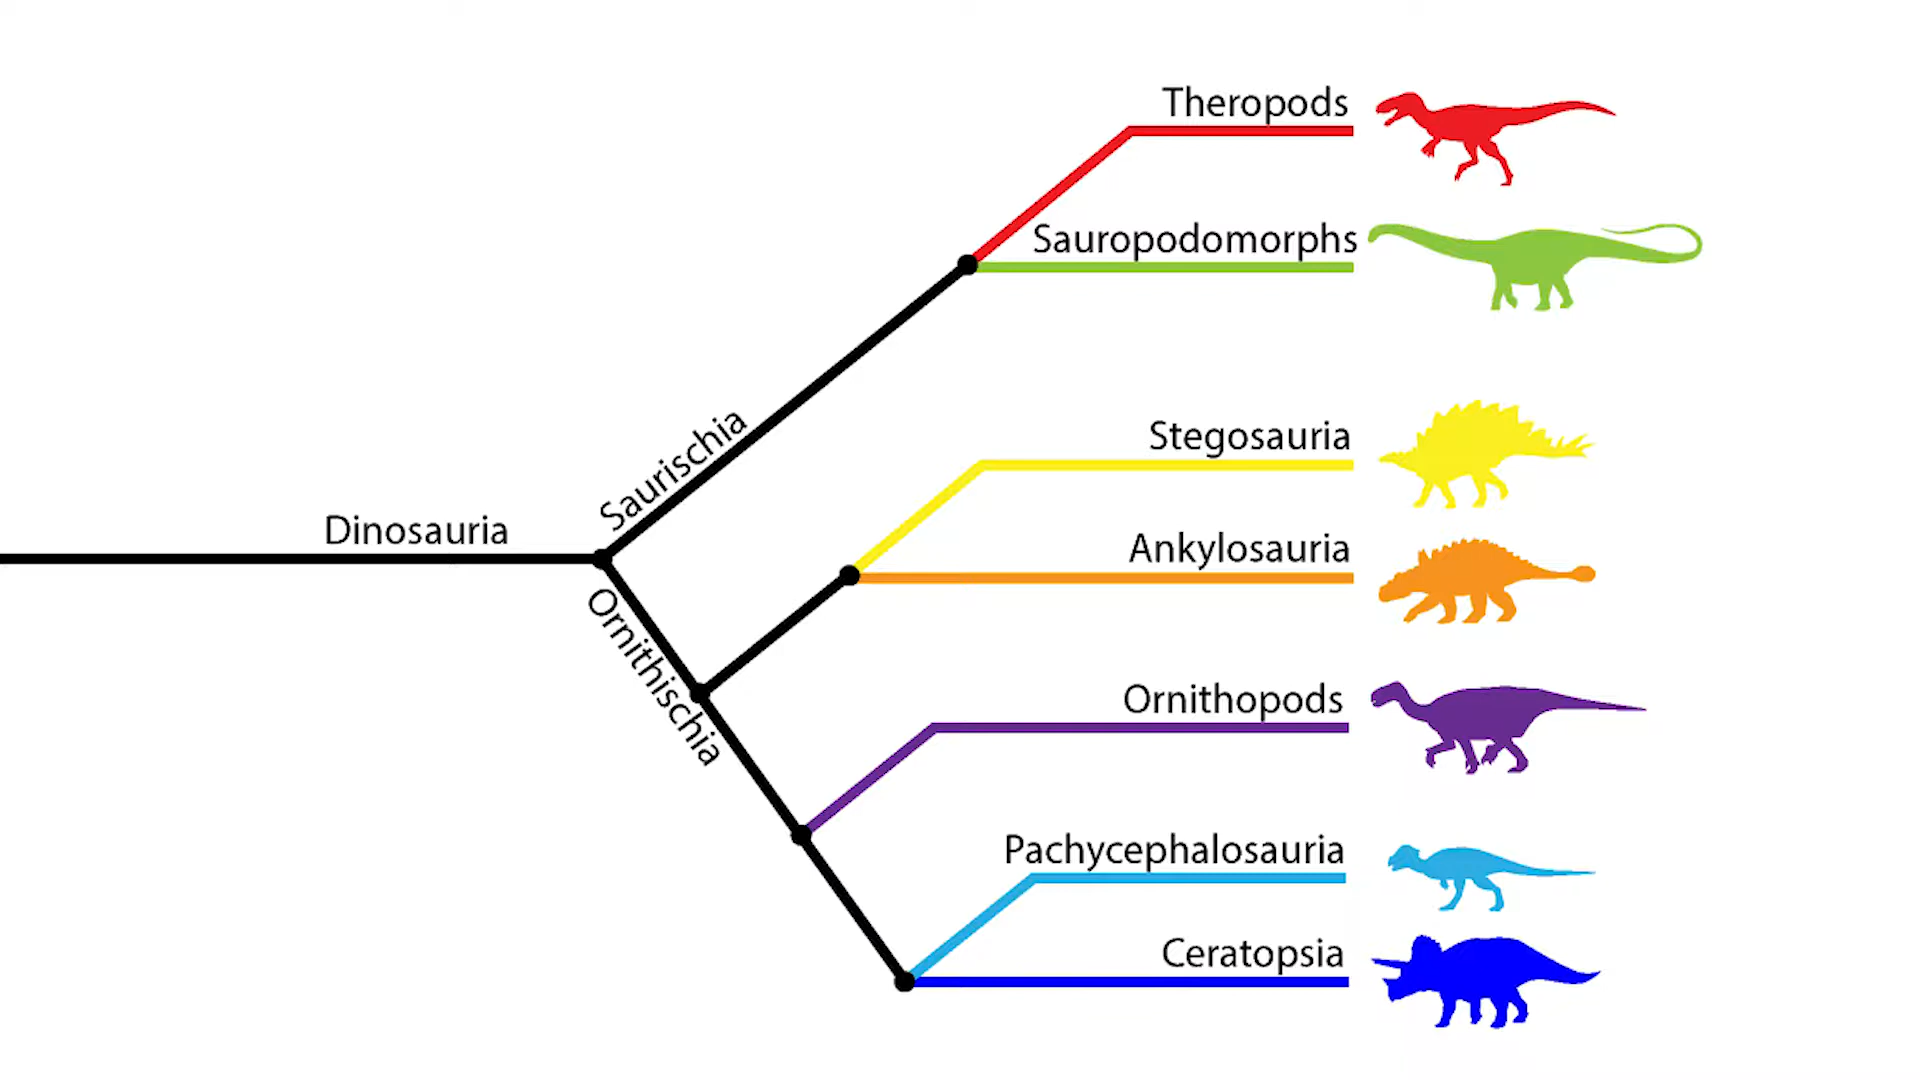 Theropods
Sauropodomorphs
Saurischia
Stegosauria
Dinosauria
Ankylosauria
Ornithischia
Ornithopods
Pachycephalosauria
Ceratopsia